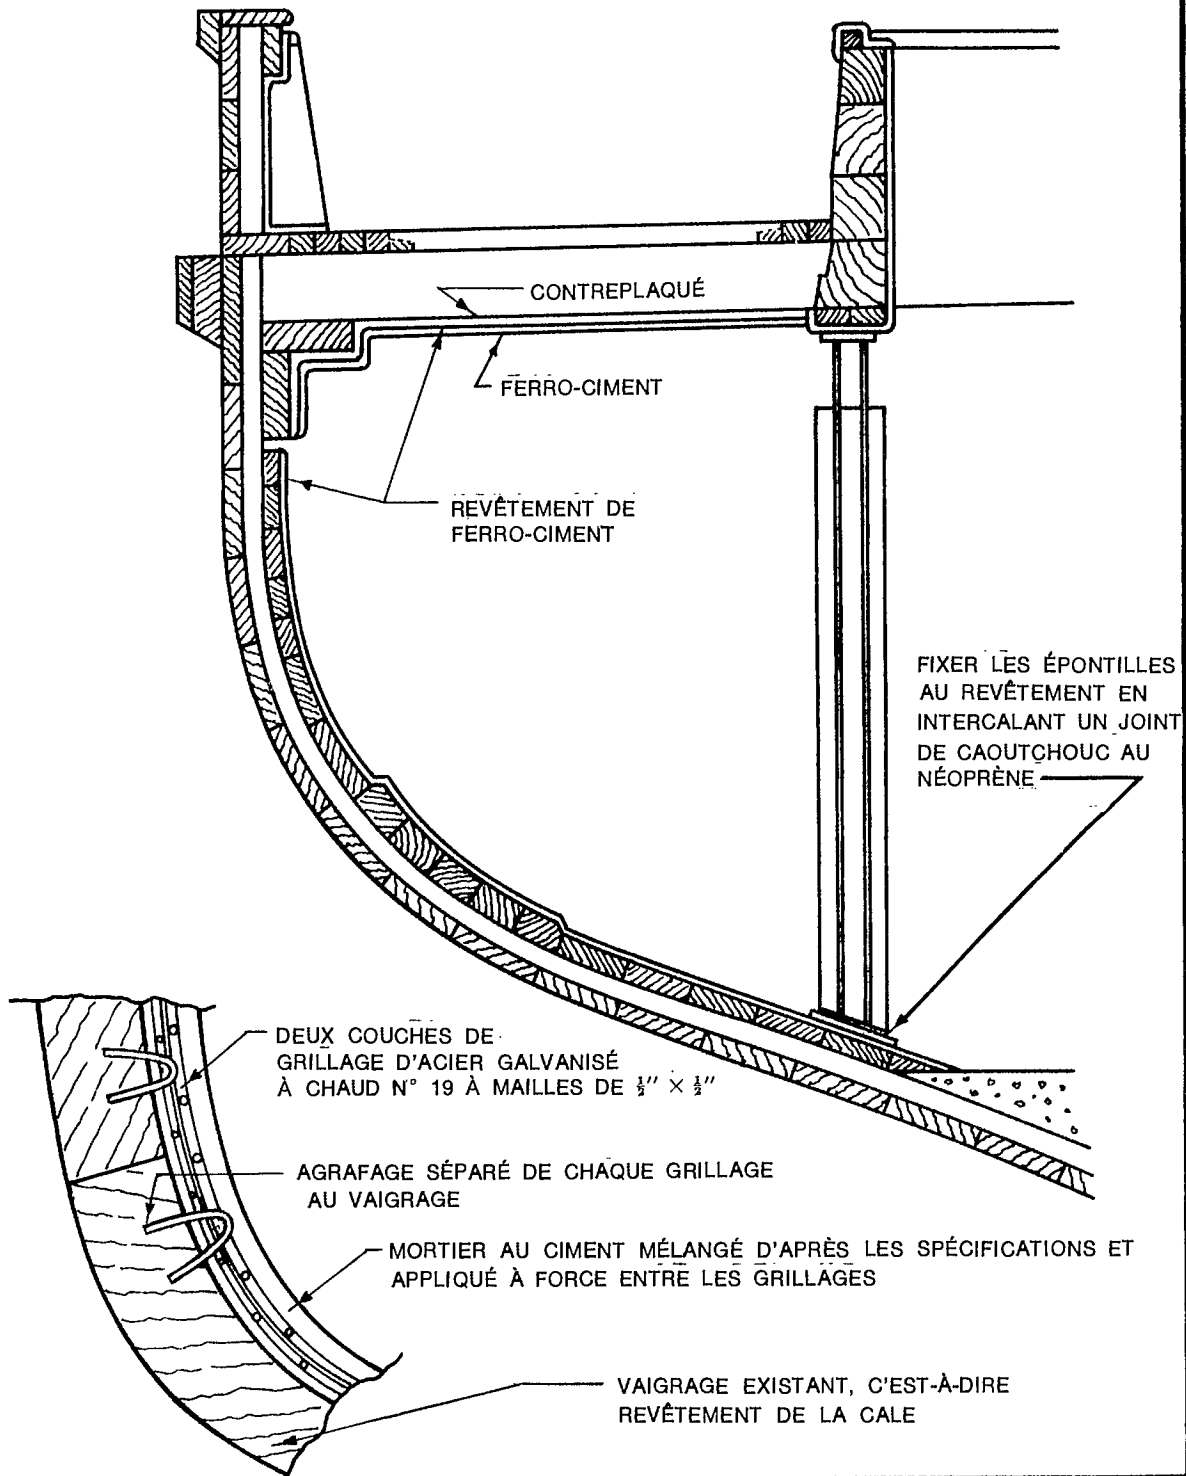 CONTREPLAQUÉ
FERRO-CIMENT
REVÊTEMENT DE
FERRO-CIMENT
FIXER LES ÉPONTILLES
AU REVÊTEMENT EN
INTERCALANT UN JOINT
DE CAOUTCHOUC AU
NÉOPRÈNE
DEUX COUCHES DE
GRILLAGE D'ACIER GALVANISÉ
À CHAUD N° 19 À MAILLES DE ½" × ½"
AGRAFAGE SÉPARÉ DE CHAQUE GRILLAGE
AU VAIGRAGE
MORTIER AU CIMENT MÉLANGÉ D'APRÈS LES SPÉCIFICATIONS ET
APPLIQUÉ À FORCE ENTRE LES GRILLAGES
VAIGRAGE EXISTANT, C'EST-À-DIRE
REVÊTEMENT DE LA CALE